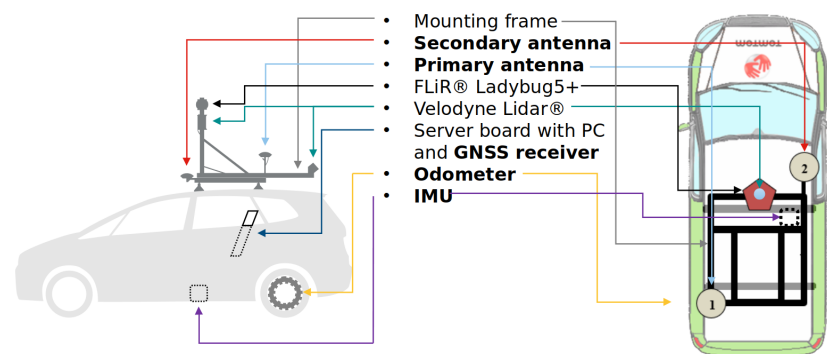 • Mounting frame
• Secondary antenna
• Primary antenna
• FLiR® Ladybug5+
• Velodyne Lidar®
• Server board with PC
and GNSS receiver
• Odometer
• IMU
TOMTOM
2
1